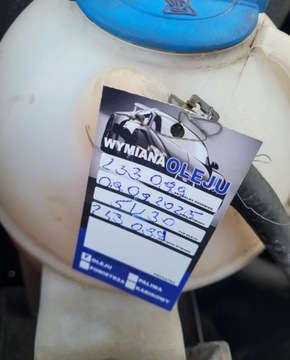 WYMIANA OLEJU
233 099
09.09.2025
5W30
243 099
OLEJU
PALIWA
POWIETRZA
KABINOWY